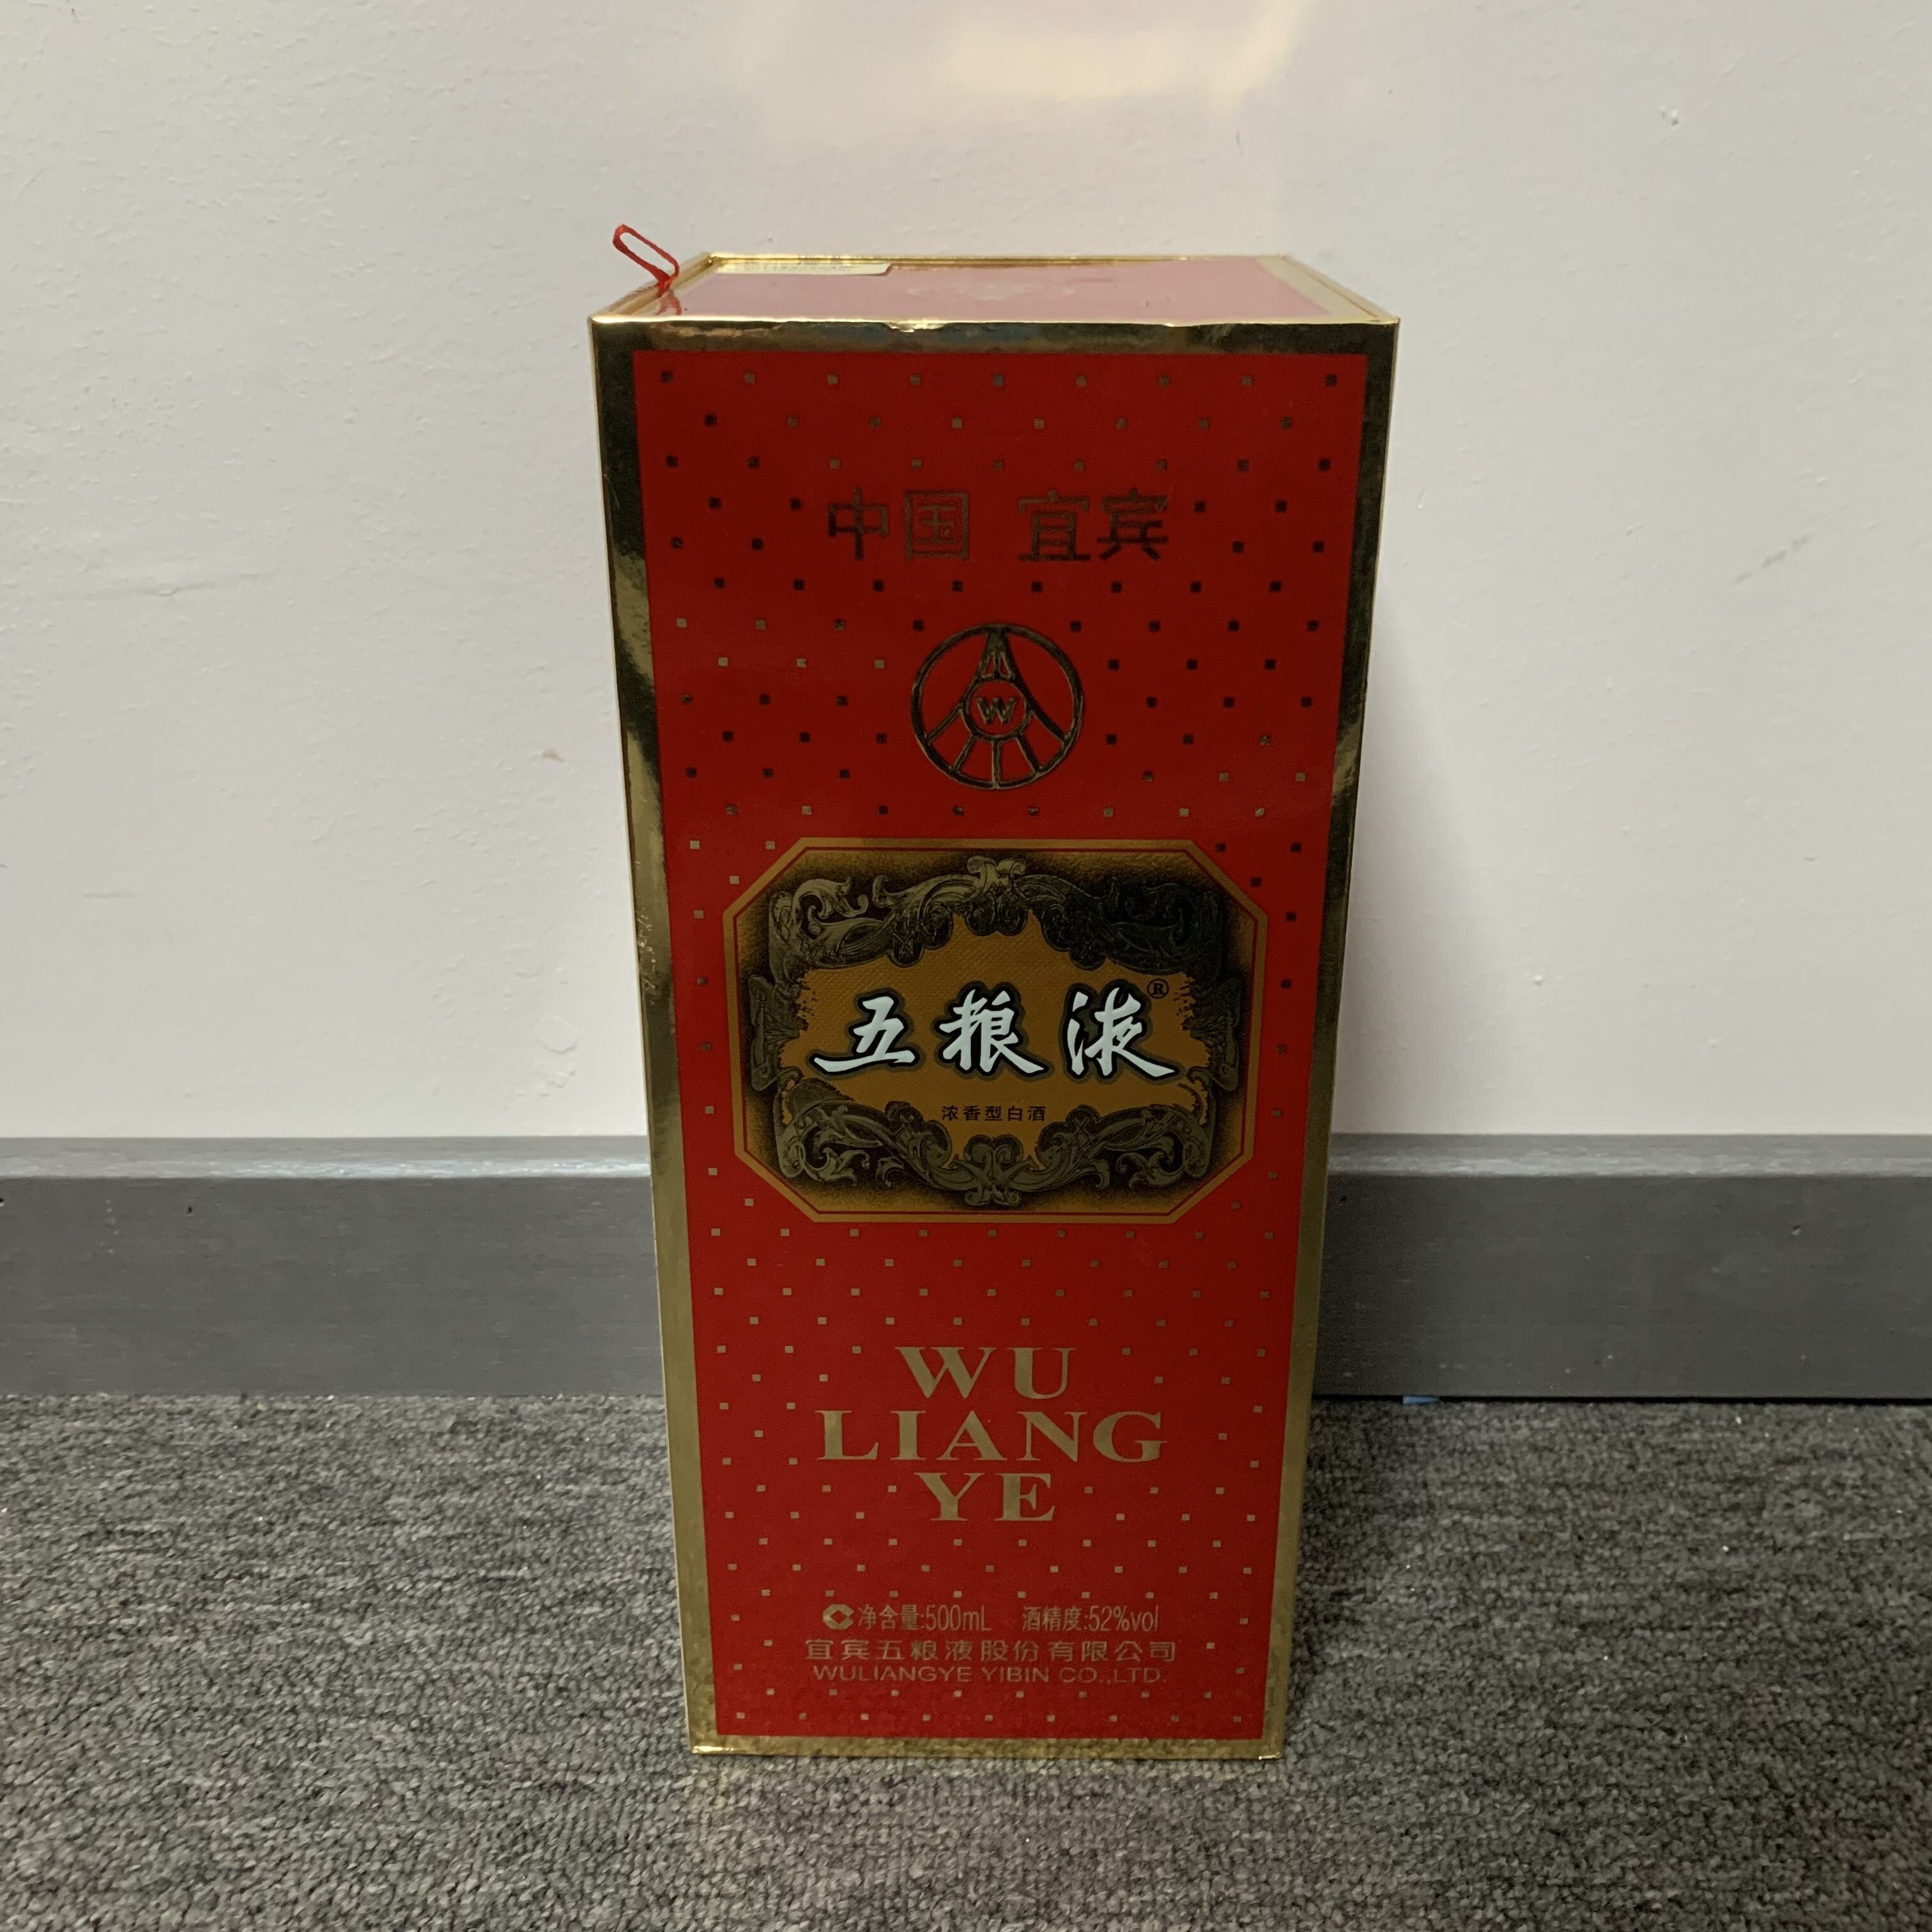 中国 宜宾
W
五粮液®
浓香型白酒
WU
LIANG
YE
净含量:500mL 酒精度:52%vol
宜宾五粮液股份有限公司
WULIANGYE YIBIN CO.,LTD.